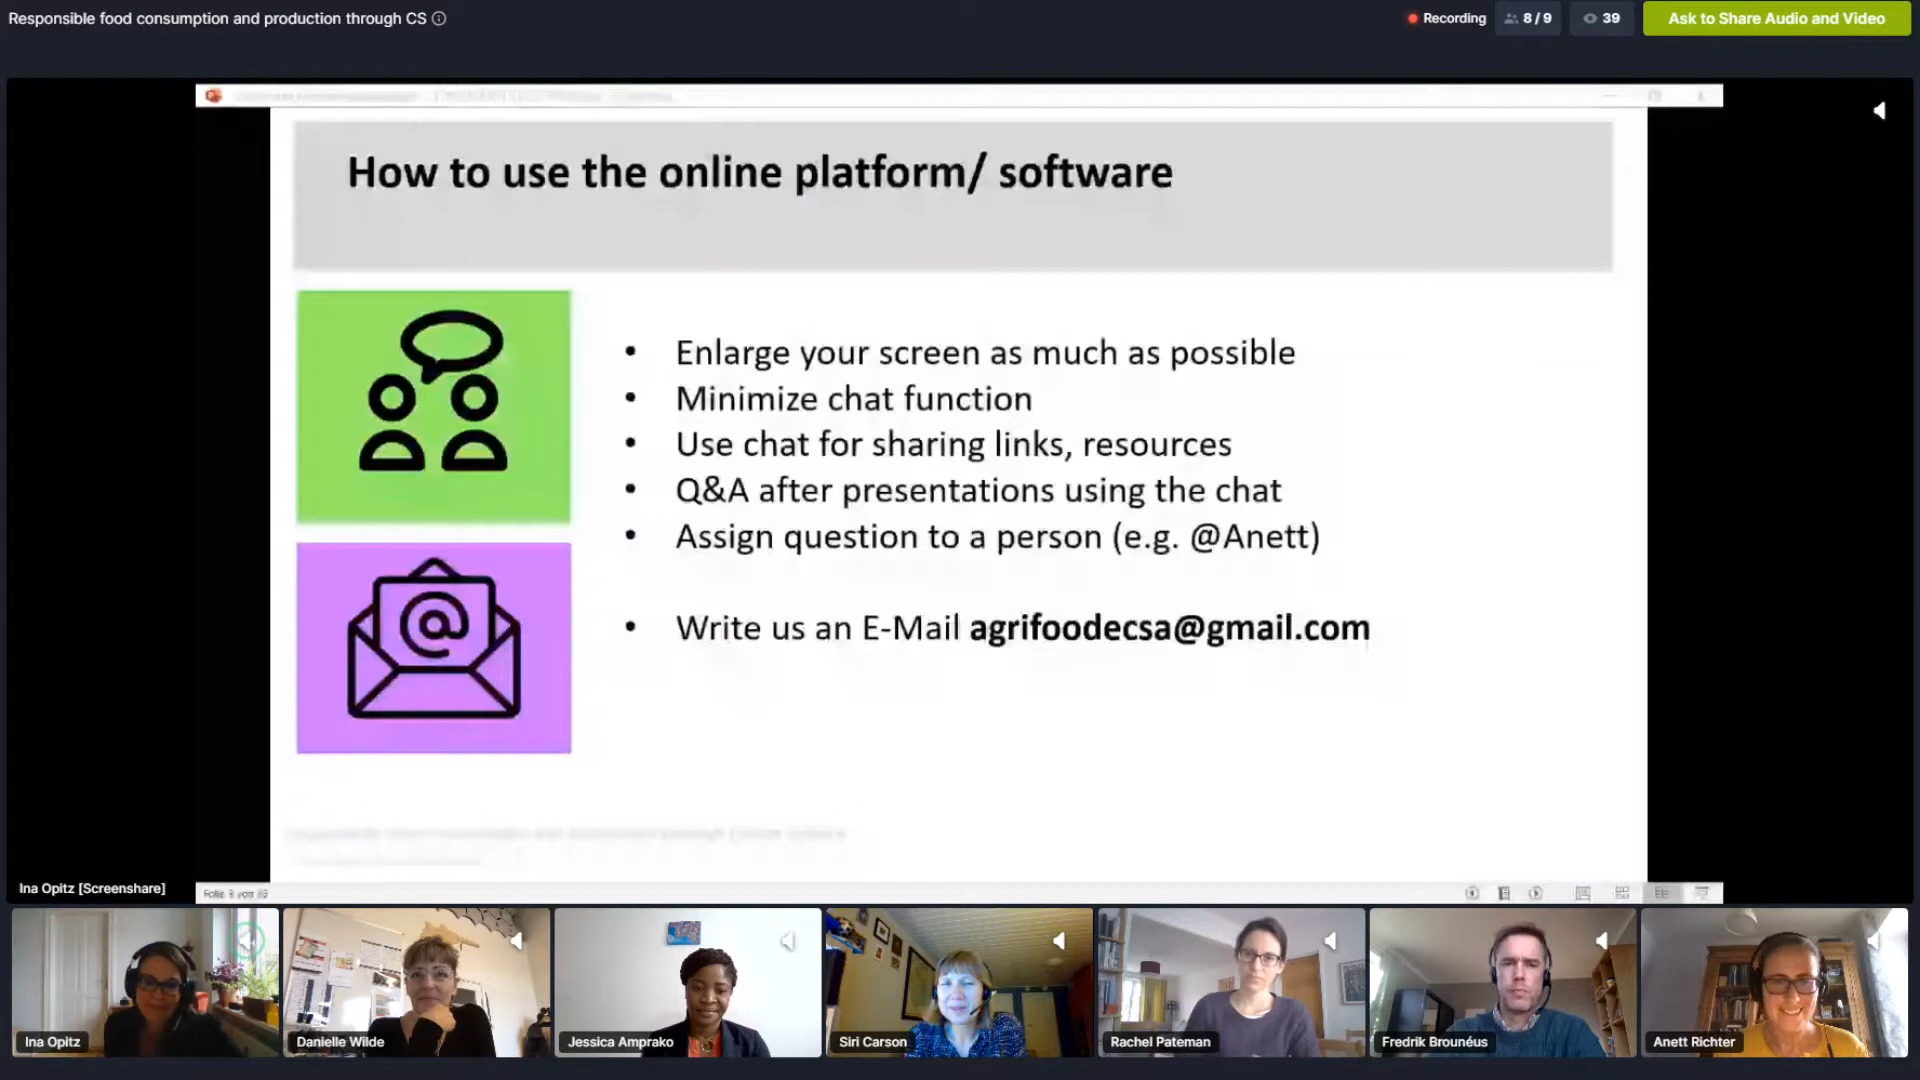 Responsible food consumption and production through CS
Recording
8 / 9
39
Ask to Share Audio and Video
How to use the online platform/ software
• Enlarge your screen as much as possible
• Minimize chat function
• Use chat for sharing links, resources
• Q&A after presentations using the chat
• Assign question to a person (e.g. @Anett)
• Write us an E-Mail agrifoodecsa@gmail.com
Ina Opitz [Screenshare]
Ina Opitz
Danielle Wilde
Jessica Amprako
Siri Carson
Rachel Pateman
Fredrik Brounéus
Anett Richter